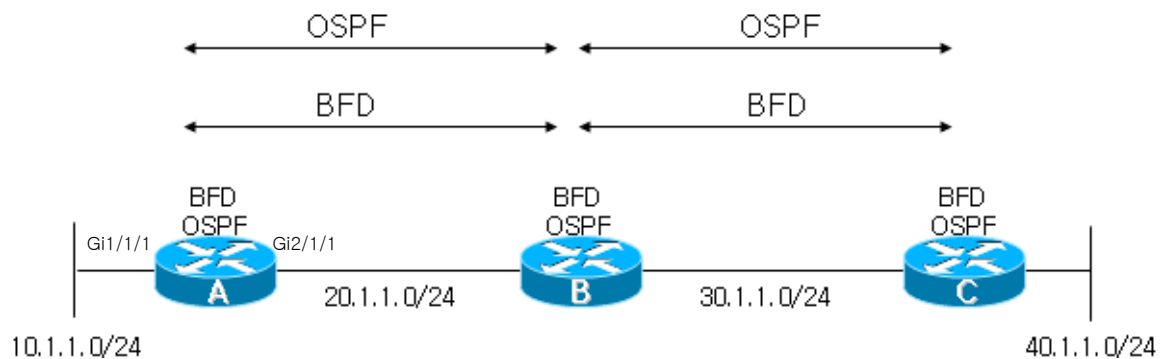 OSPF OSPF
BFD BFD
BFD BFD BFD
OSPF OSPF OSPF
Gi1/1/1 Gi2/1/1
A B C
20.1.1.0/24 30.1.1.0/24
10.1.1.0/24 40.1.1.0/24